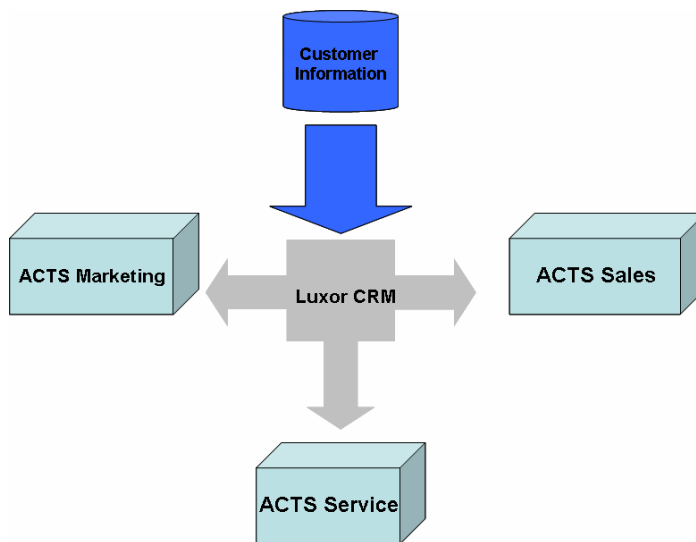 Customer
Information
ACTS Marketing
Luxor CRM
ACTS Sales
ACTS Service